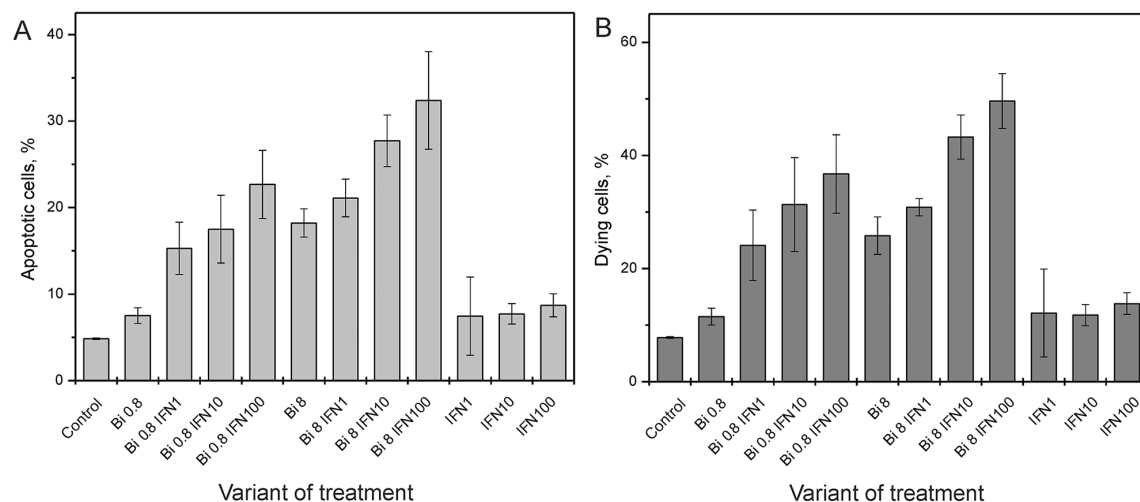 A
Apoptotic cells, %
40
30
20
10
0
Control
Bi 0.8
Bi 0.8 IFN1
Bi 0.8 IFN10
Bi 0.8 IFN100
Bi 8
Bi 8 IFN1
Bi 8 IFN10
Bi 8 IFN100
IFN1
IFN10
IFN100
Variant of treatment
B
Dying cells, %
60
40
20
0
Control
Bi 0.8
Bi 0.8 IFN1
Bi 0.8 IFN10
Bi 0.8 IFN100
Bi 8
Bi 8 IFN1
Bi 8 IFN10
Bi 8 IFN100
IFN1
IFN10
IFN100
Variant of treatment